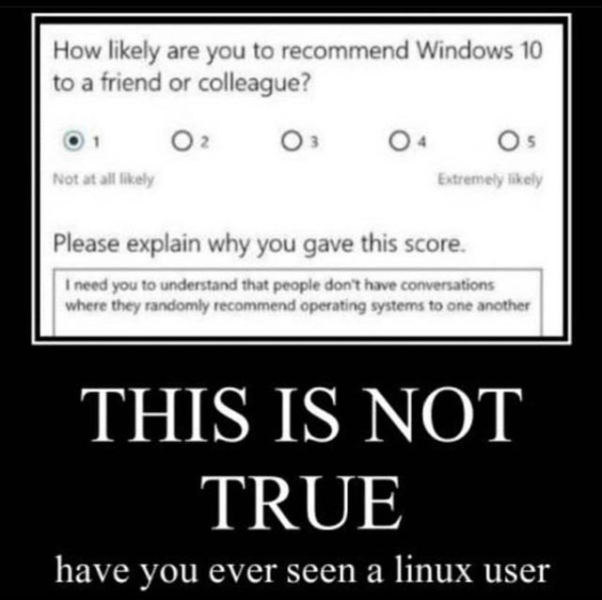 How likely are you to recommend Windows 10
to a friend or colleague?
1 2 3 4 5
Not at all likely Extremely likely
Please explain why you gave this score.
I need you to understand that people don't have conversations
where they randomly recommend operating systems to one another
THIS IS NOT
TRUE
have you ever seen a linux user